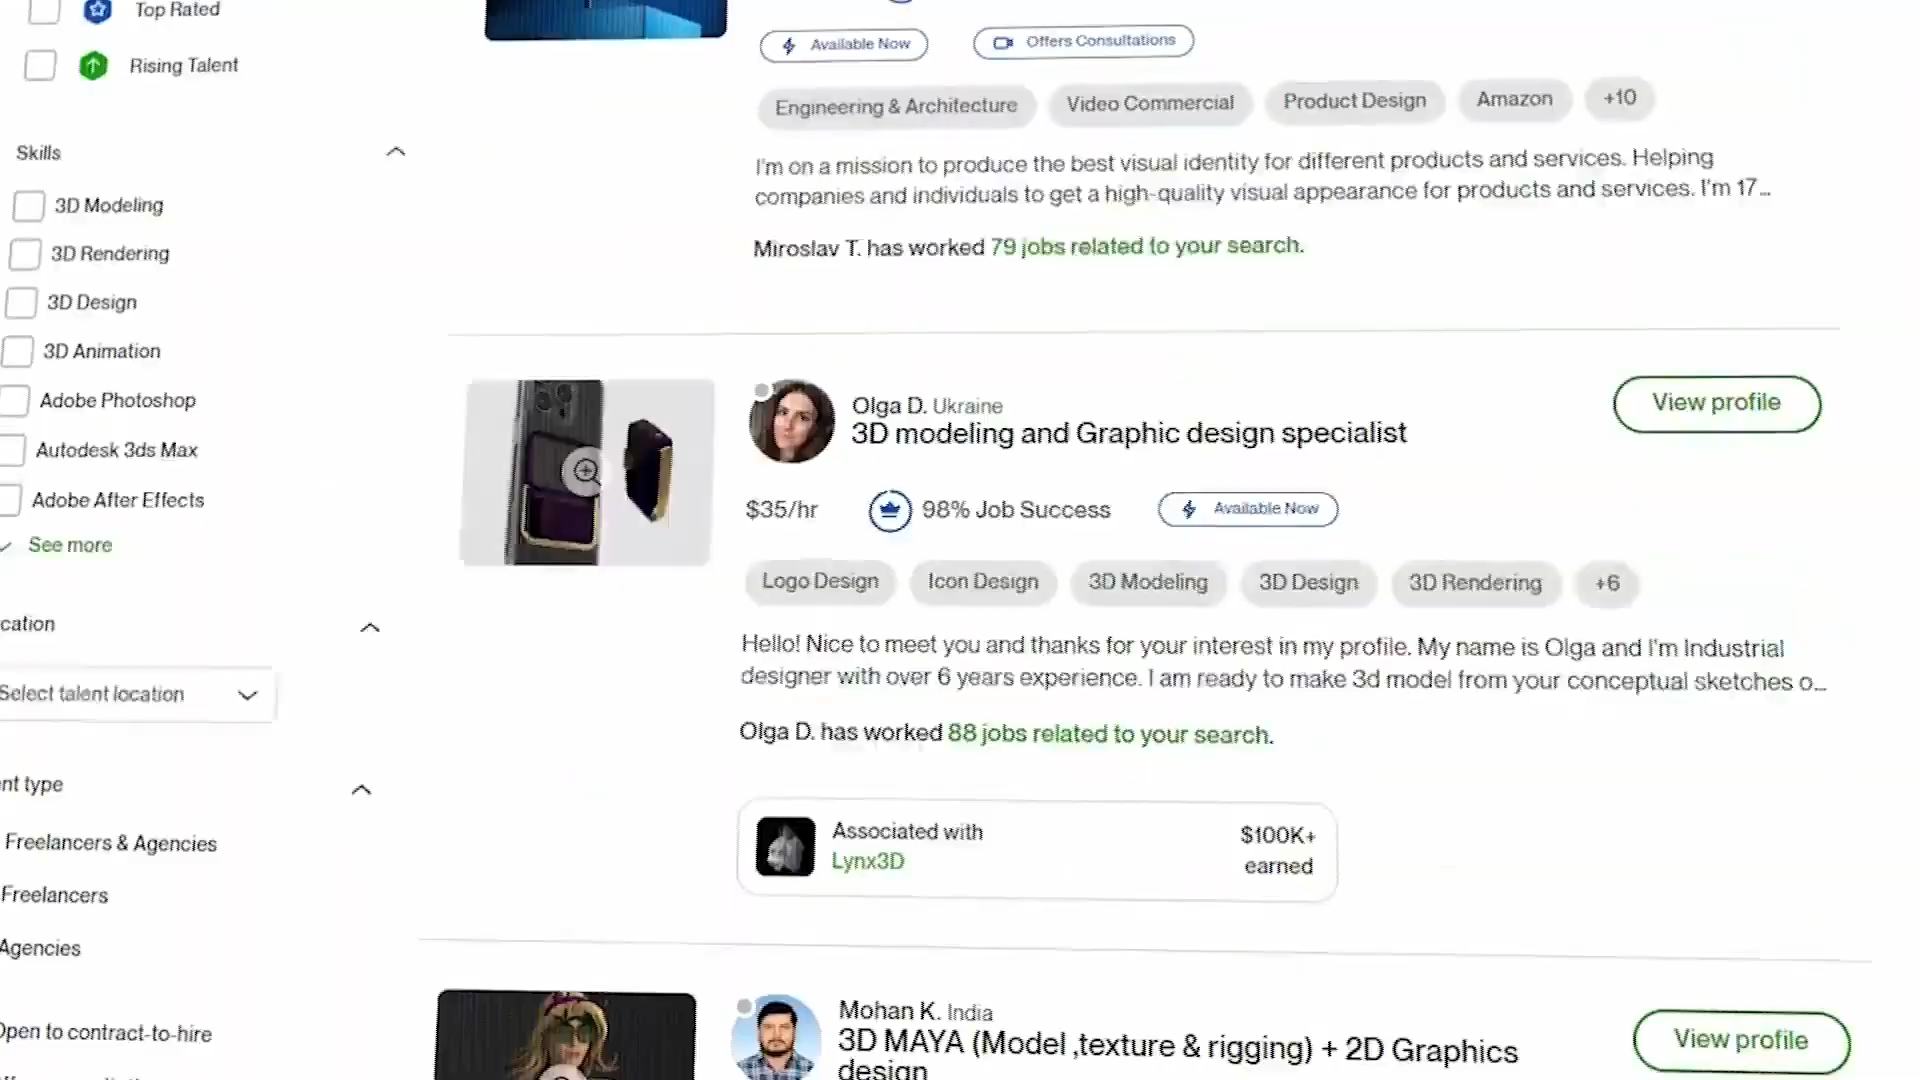 Top Rated
Rising Talent
Skills
3D Modeling
3D Rendering
3D Design
3D Animation
Adobe Photoshop
Autodesk 3ds Max
Adobe After Effects
See more
cation
Select talent location
nt type
Freelancers & Agencies
Freelancers
Agencies
Open to contract-to-hire
Available Now
Offers Consultations
Engineering & Architecture
Video Commercial
Product Design
Amazon
+10
I'm on a mission to produce the best visual identity for different products and services. Helping
companies and individuals to get a high-quality visual appearance for products and services. I'm 17...
Miroslav T. has worked 79 jobs related to your search.
Olga D. Ukraine
3D modeling and Graphic design specialist
View profile
$35/hr
98% Job Success
Available Now
Logo Design
Icon Design
3D Modeling
3D Design
3D Rendering
+6
Hello! Nice to meet you and thanks for your interest in my profile. My name is Olga and I'm Industrial
designer with over 6 years experience. I am ready to make 3d model from your conceptual sketches o...
Olga D. has worked 88 jobs related to your search.
Associated with
Lynx3D
$100K+
earned
Mohan K. India
3D MAYA (Model ,texture & rigging) + 2D Graphics
design
View profile